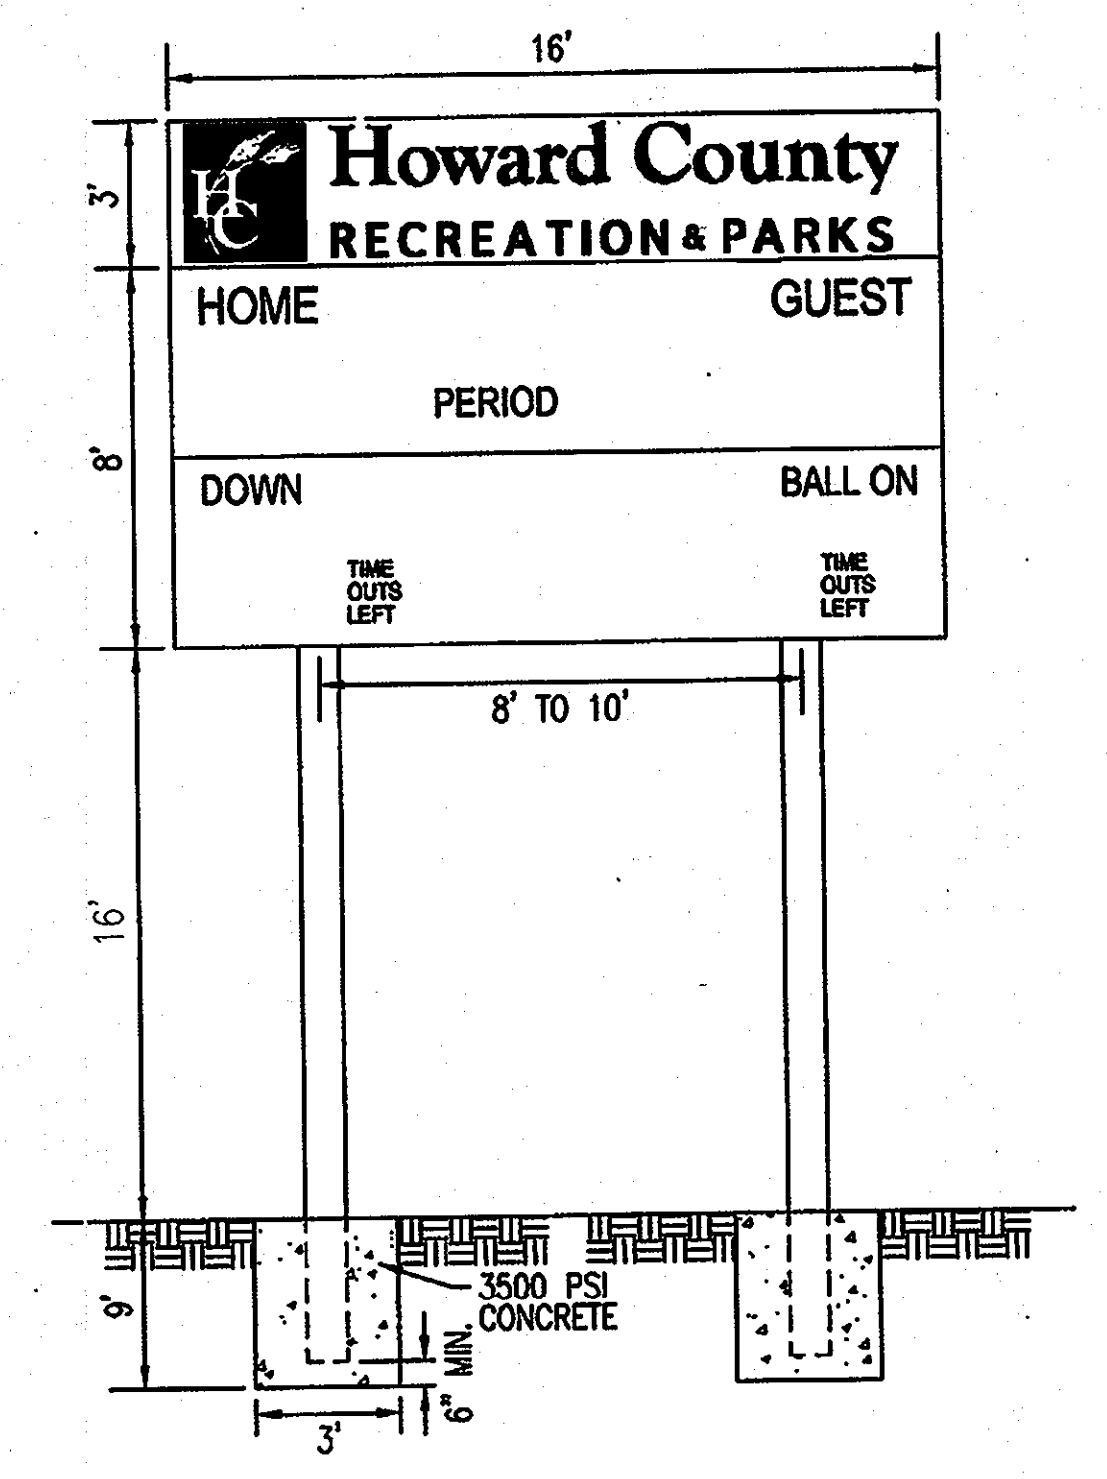 16'
HC
Howard County
RECREATION & PARKS
3'
HOME
GUEST
PERIOD
8'
DOWN
BALL ON
TIME
OUTS
LEFT
TIME
OUTS
LEFT
8' TO 10'
16'
9'
3500 PSI
CONCRETE
6" MIN.
3'